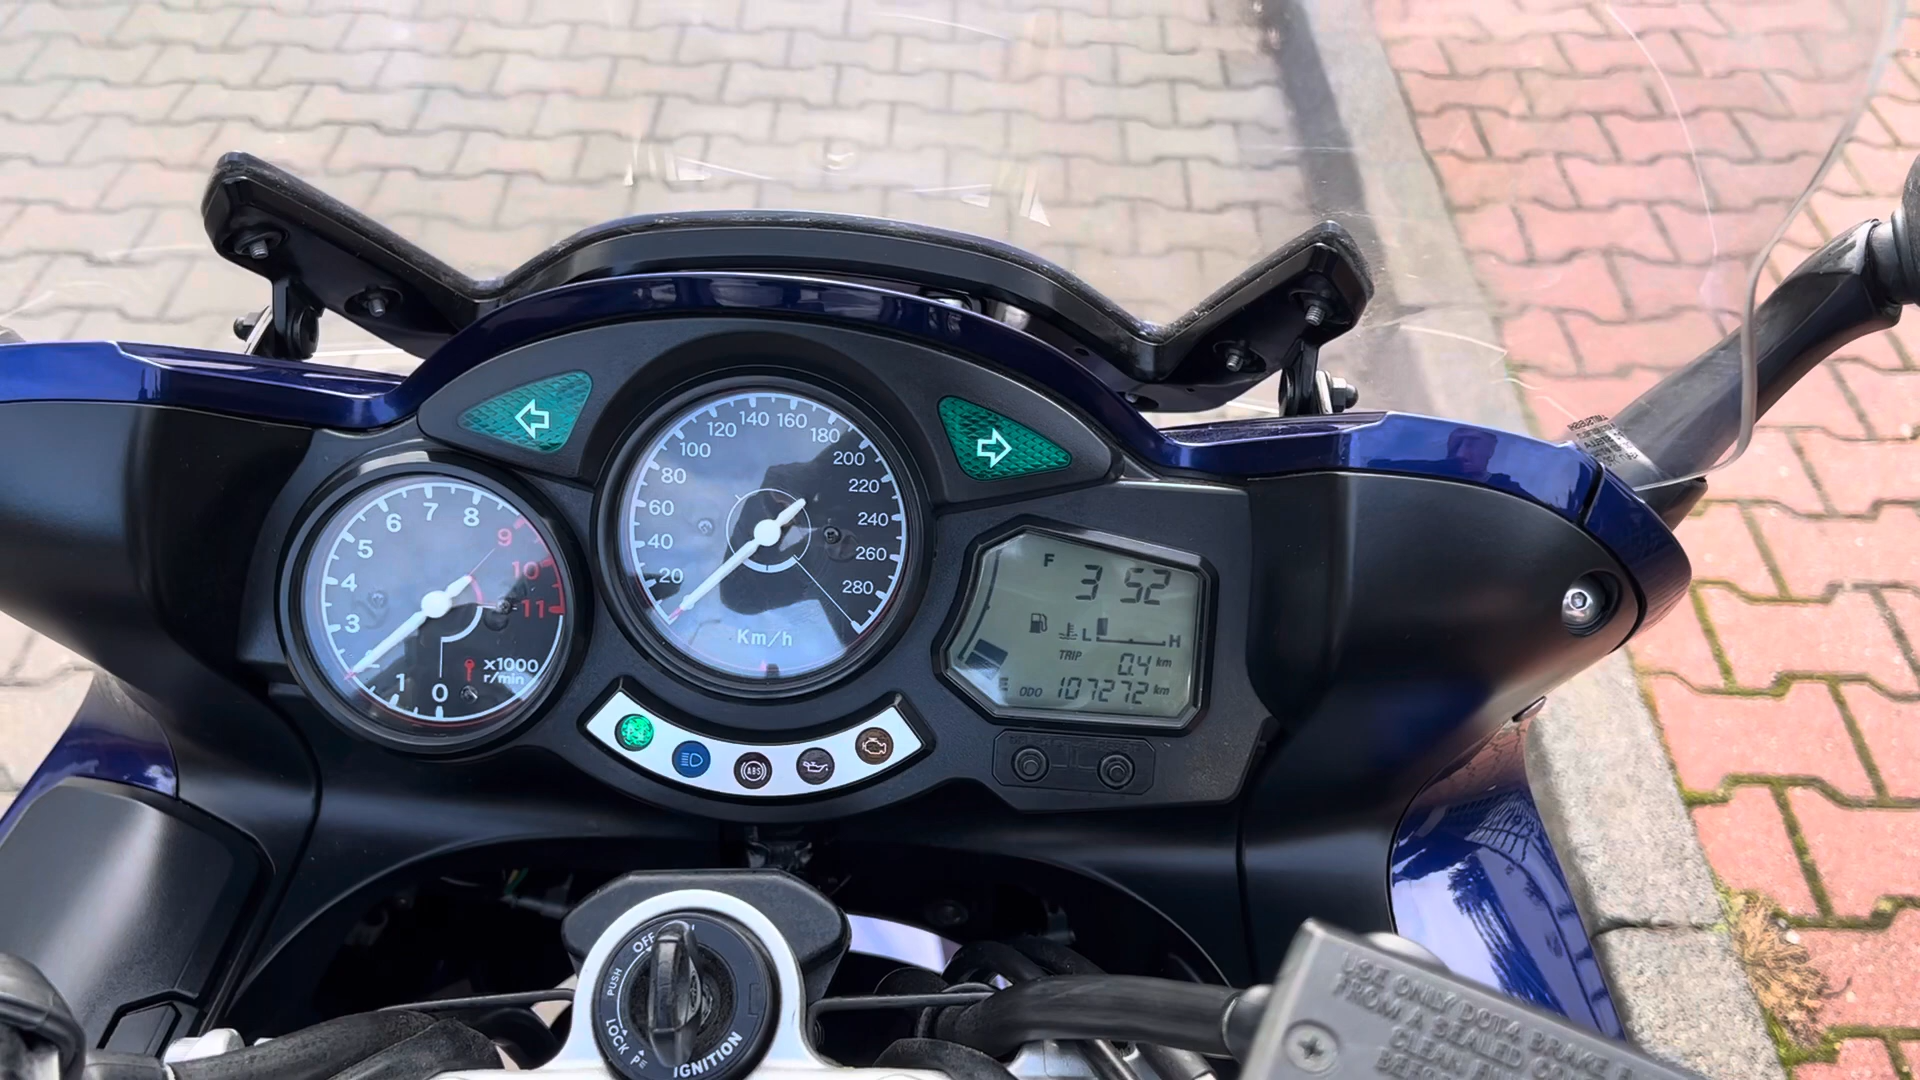 0
1
2
3
4
5
6
7
8
9
10
11
x1000
r/min
20
40
60
80
100
120
140
160
180
200
220
240
260
280
Km/h
F
3 52
L H
TRIP 0.4 km
E
ODO 107272 km
ABS
OFF
PUSH
LOCK
IGNITION
USE ONLY DOT4 BRAKE
FROM A SEALED